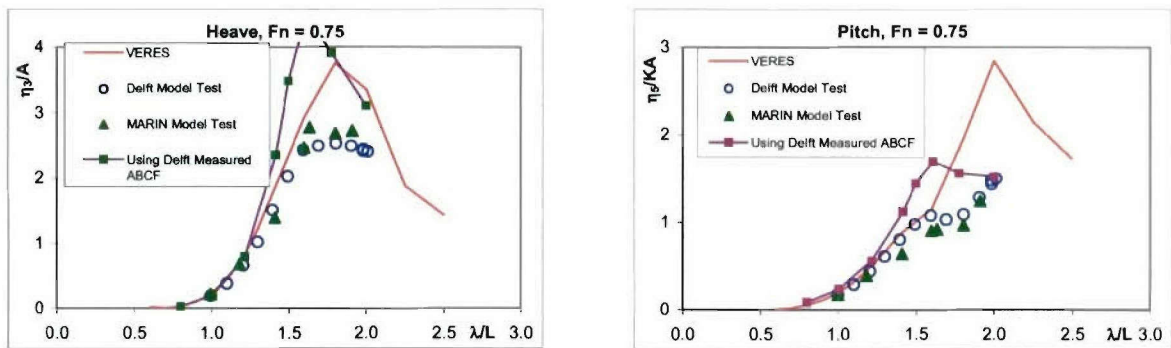 Heave, Fn = 0.75
η₃/A
4
3
2
1
0
VERES
Delft Model Test
MARIN Model Test
Using Delft Measured
ABCF
0.0 0.5 1.0 1.5 2.0 λ/L 2.5 3.0
Pitch, Fn = 0.75
η₅/KA
3
2
1
0
VERES
Delft Model Test
MARIN Model Test
Using Delft Measured ABCF
0.0 0.5 1.0 1.5 2.0 2.5 λ/L 3.0